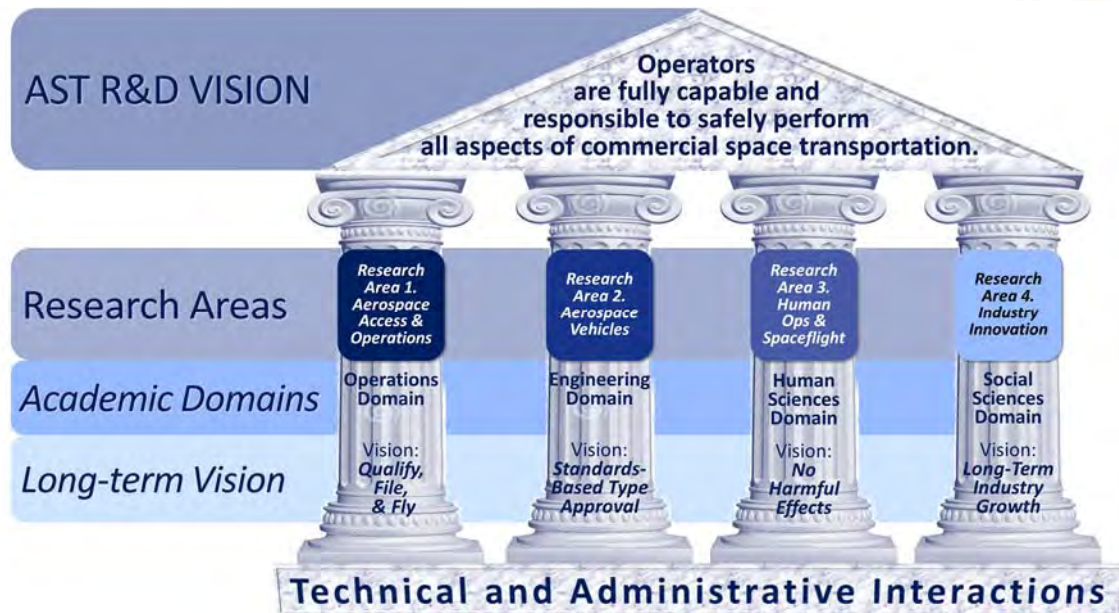 AST R&D VISION
Operators
are fully capable and
responsible to safely perform
all aspects of commercial space transportation.
Research Areas
Research
Area 1.
Aerospace
Access &
Operations
Research
Area 2.
Aerospace
Vehicles
Research
Area 3.
Human
Ops &
Spaceflight
Research
Area 4.
Industry
Innovation
Academic Domains
Operations
Domain
Engineering
Domain
Human
Sciences
Domain
Social
Sciences
Domain
Long-term Vision
Vision:
Qualify,
File,
& Fly
Vision:
Standards-
Based Type
Approval
Vision:
No
Harmful
Effects
Vision:
Long-Term
Industry
Growth
Technical and Administrative Interactions